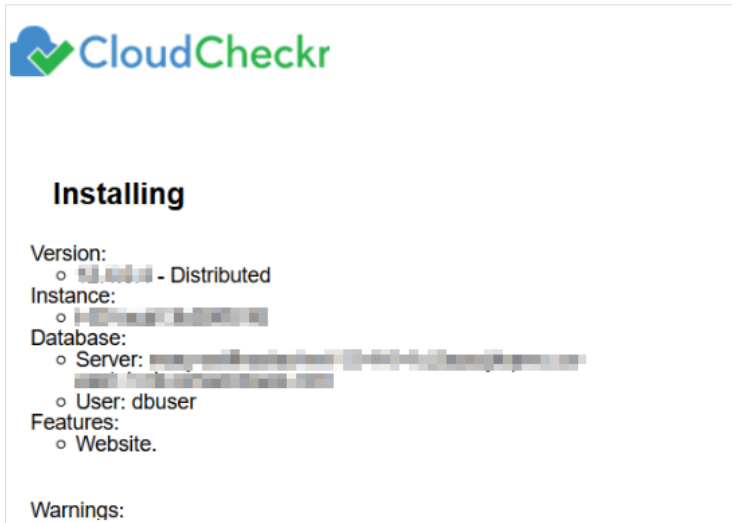 CloudCheckr
Installing
Version:
- Distributed
Instance:
Database:
Server:
User: dbuser
Features:
Website.
Warnings: